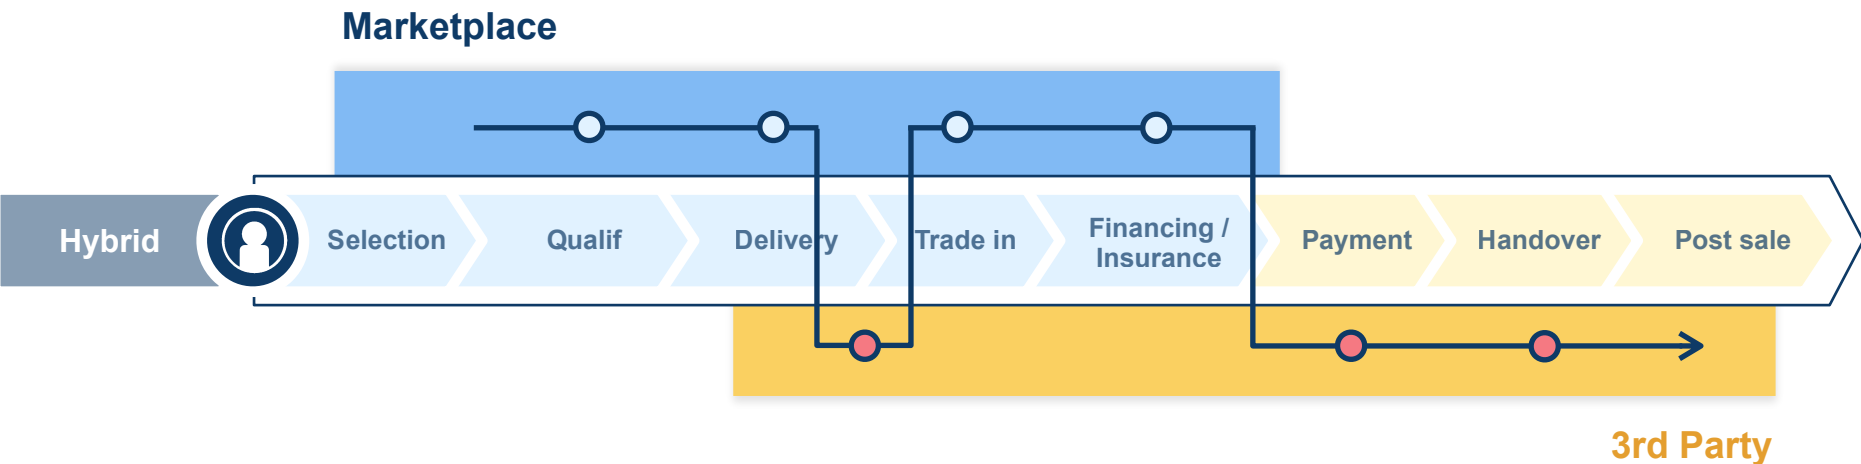 Marketplace
Hybrid
Selection
Qualif
Delivery
Trade in
Financing /
Insurance
Payment
Handover
Post sale
3rd Party